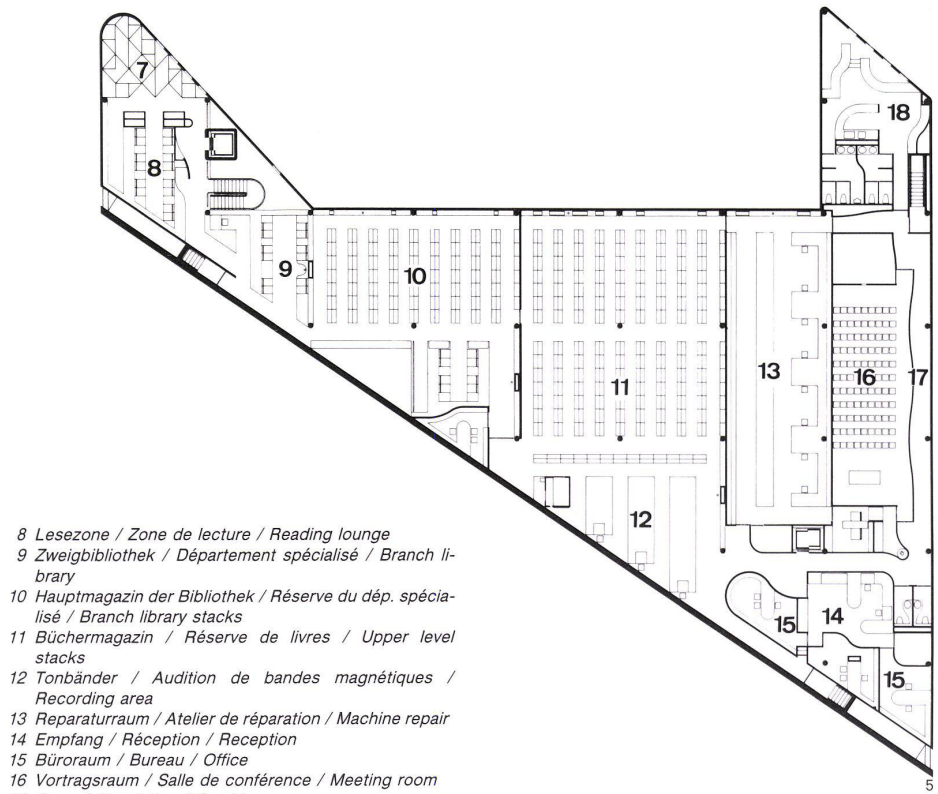 7
18
8
9
10
11
13
16
17
12
15
14
15
8 Lesezone / Zone de lecture / Reading lounge
9 Zweigbibliothek / Département spécialisé / Branch li-
brary
10 Hauptmagazin der Bibliothek / Réserve du dép. spécia-
lisé / Branch library stacks
11 Büchermagazin / Réserve de livres / Upper level
stacks
12 Tonbänder / Audition de bandes magnétiques /
Recording area
13 Reparaturraum / Atelier de réparation / Machine repair
14 Empfang / Réception / Reception
15 Büroraum / Bureau / Office
16 Vortragsraum / Salle de conférence / Meeting room
5